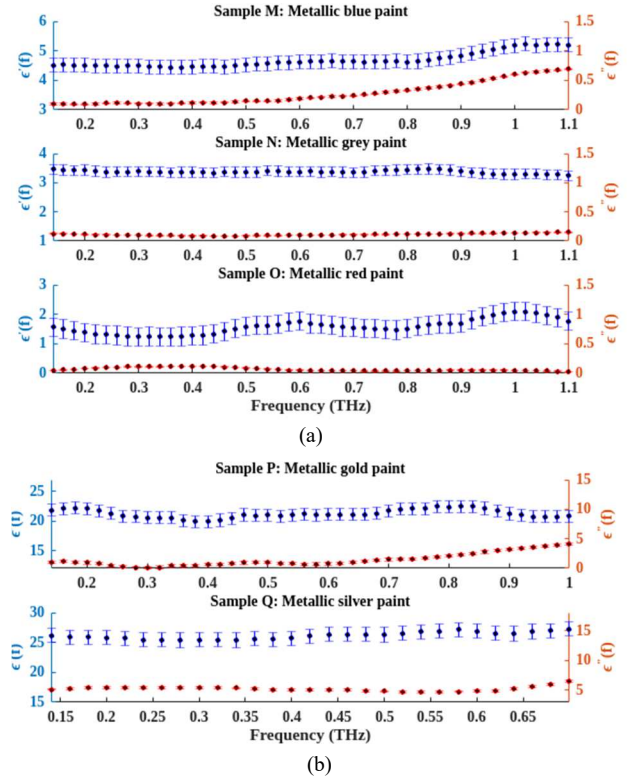 Sample M: Metallic blue paint
6
5
4
3
ϵ'(f)
1.5
1
0.5
0
ϵ''(f)
0.2 0.3 0.4 0.5 0.6 0.7 0.8 0.9 1 1.1
Sample N: Metallic grey paint
4
3
2
1
ϵ'(f)
1.5
1
0.5
0
ϵ''(f)
0.2 0.3 0.4 0.5 0.6 0.7 0.8 0.9 1 1.1
Sample O: Metallic red paint
3
2
1
0
ϵ'(f)
1.5
1
0.5
0
ϵ''(f)
0.2 0.3 0.4 0.5 0.6 0.7 0.8 0.9 1 1.1
Frequency (THz)
(a)
Sample P: Metallic gold paint
25
20
15
ϵ'(f)
15
10
5
0
ϵ''(f)
0.2 0.3 0.4 0.5 0.6 0.7 0.8 0.9 1
Sample Q: Metallic silver paint
30
25
20
15
ϵ'(f)
15
10
5
ϵ''(f)
0.15 0.2 0.25 0.3 0.35 0.4 0.45 0.5 0.55 0.6 0.65
Frequency (THz)
(b)